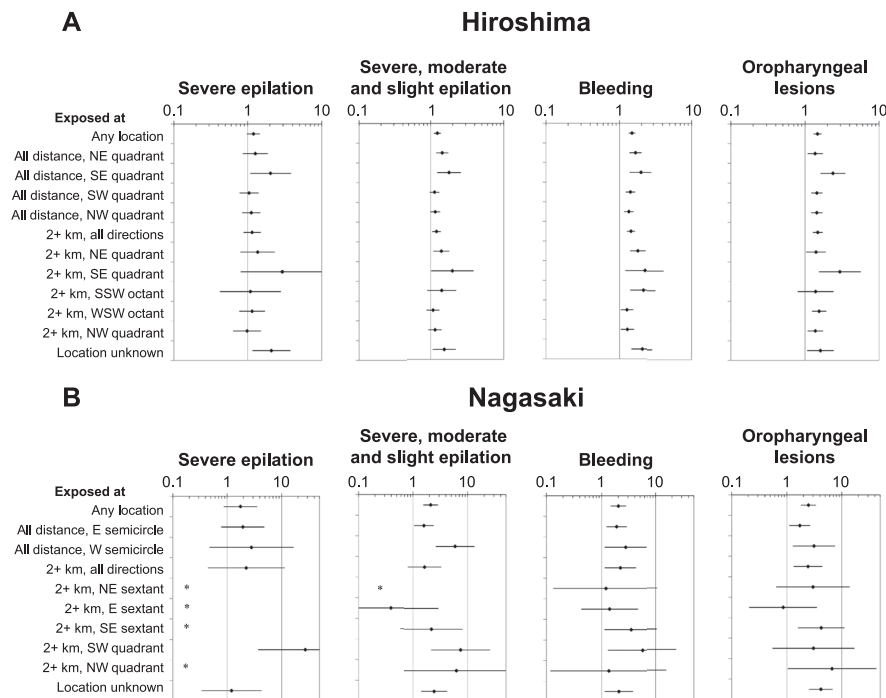 A
Hiroshima
Severe epilation
Severe, moderate
and slight epilation
Bleeding
Oropharyngeal
lesions
0.1 1 10
0.1 1 10
0.1 1 10
0.1 1 10
Exposed at
Any location
All distance, NE quadrant
All distance, SE quadrant
All distance, SW quadrant
All distance, NW quadrant
2+ km, all directions
2+ km, NE quadrant
2+ km, SE quadrant
2+ km, SSW octant
2+ km, WSW octant
2+ km, NW quadrant
Location unknown
B
Nagasaki
Severe epilation
Severe, moderate
and slight epilation
Bleeding
Oropharyngeal
lesions
0.1 1 10
0.1 1 10
0.1 1 10
0.1 1 10
Exposed at
Any location
All distance, E semicircle
All distance, W semicircle
2+ km, all directions
2+ km, NE sextant * *
2+ km, E sextant *
2+ km, SE sextant *
2+ km, SW quadrant
2+ km, NW quadrant *
Location unknown